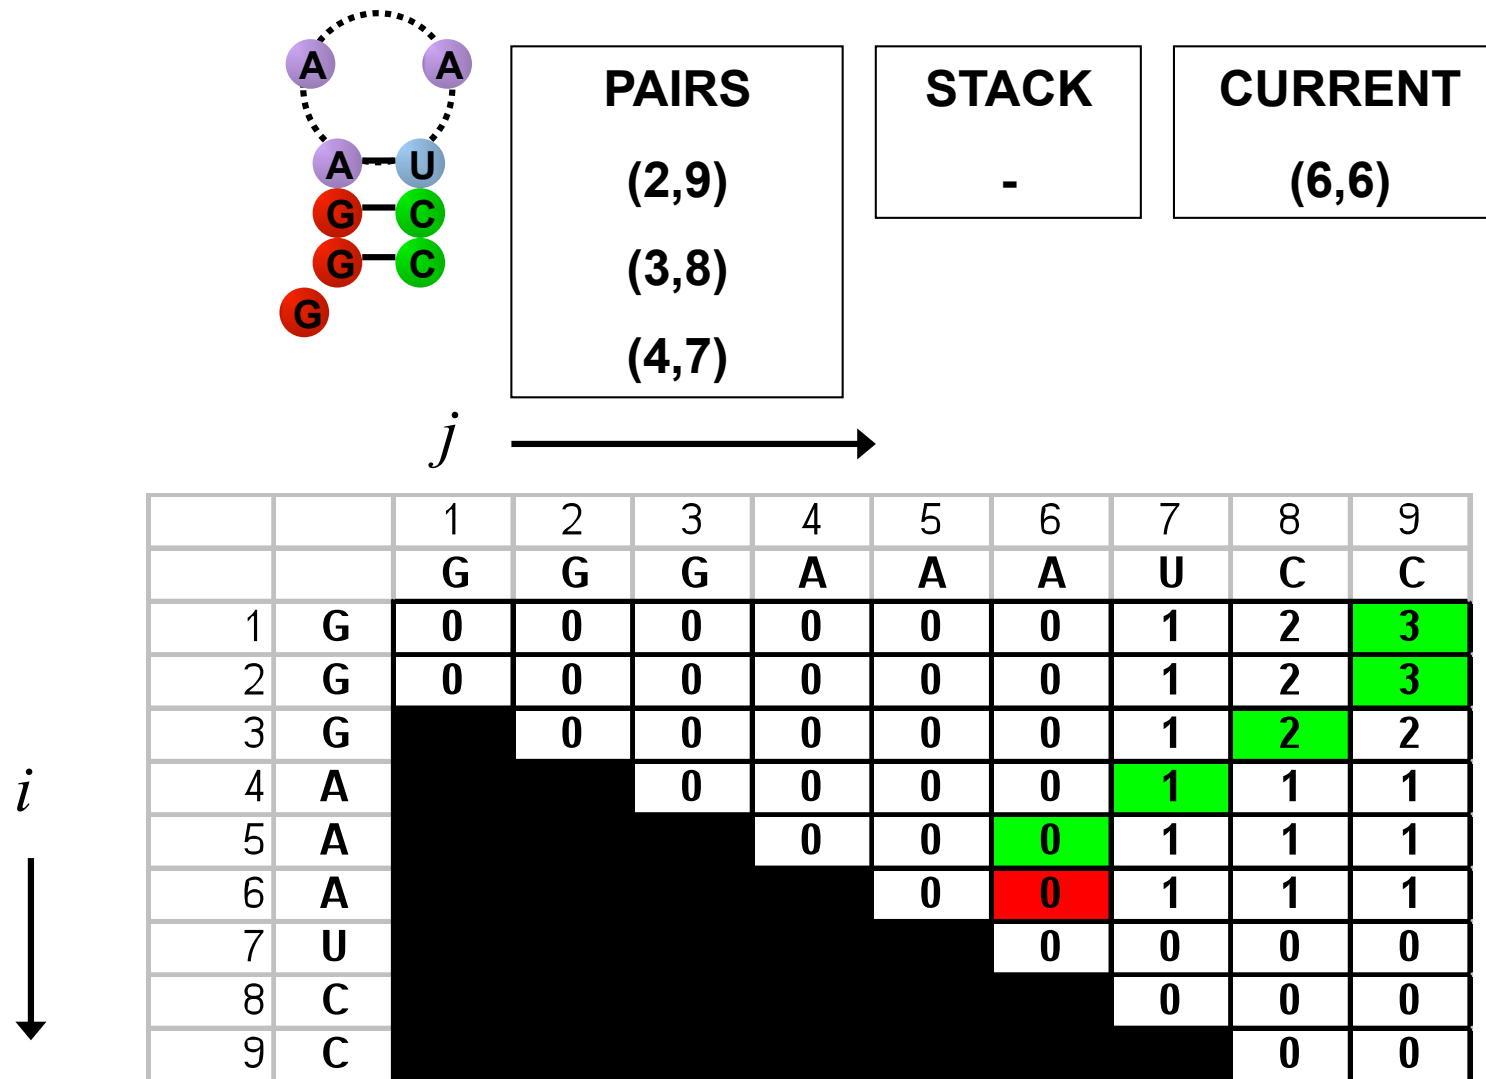 A A
A U
G C
G C
G
PAIRS
(2,9)
(3,8)
(4,7)
STACK
-
CURRENT
(6,6)
j
i
1 2 3 4 5 6 7 8 9
G G G A A A U C C
1 G 0 0 0 0 0 0 1 2 3
2 G 0 0 0 0 0 0 1 2 3
3 G 0 0 0 0 0 1 2 2
4 A 0 0 0 0 1 1 1
5 A 0 0 0 1 1 1
6 A 0 0 1 1 1
7 U 0 0 0 0
8 C 0 0 0
9 C 0 0